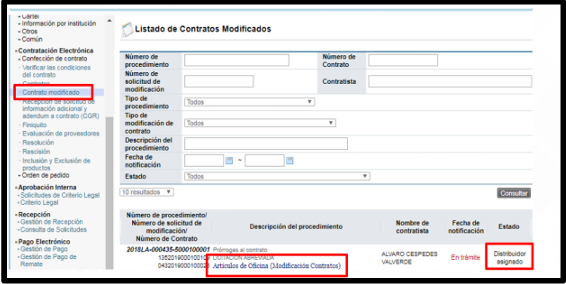 • Cartel
• Información por institución
• Otros
• Común
•Contratación Electrónica
• Confección de contrato
· Verificar las condiciones
del contrato
· Contratos
· Contrato modificado
· Recepción de solicitud de
información adicional y
adendum a contrato (CGR)
· Finiquito
· Evaluación de proveedores
· Resolución
· Rescisión
· Inclusión y Exclusión de
productos
• Orden de pedido
•Aprobación Interna
•Solicitudes de Criterio Legal
•Criterio Legal
•Recepción
•Gestión de Recepción
•Consulta de Solicitudes
•Pago Electrónico
•Gestión de Pago
•Gestión de Pago de
Remate
Listado de Contratos Modificados
Número de
procedimiento
Número de
Contrato
Número de
solicitud de
modificación
Contratista
Tipo de
procedimiento
Todos
Tipo de
modificación de
contrato
Todos
Descripción del
procedimiento
Fecha de
notificación
~
Estado
Todos
10 resultados
Consultar
Número de procedimiento/
Número de solicitud de
modificación/
Número de Contrato
Descripción del procedimiento
Nombre de
contratista
Fecha de
notificación
Estado
2018LA-000435-5000100001
Prórrogas al contrato
LICITACIÓN ABREVIADA
Artículos de Oficina (Modificación Contratos)
ALVARO CESPEDES
VALVERDE
En trámite
Distribuidor
asignado